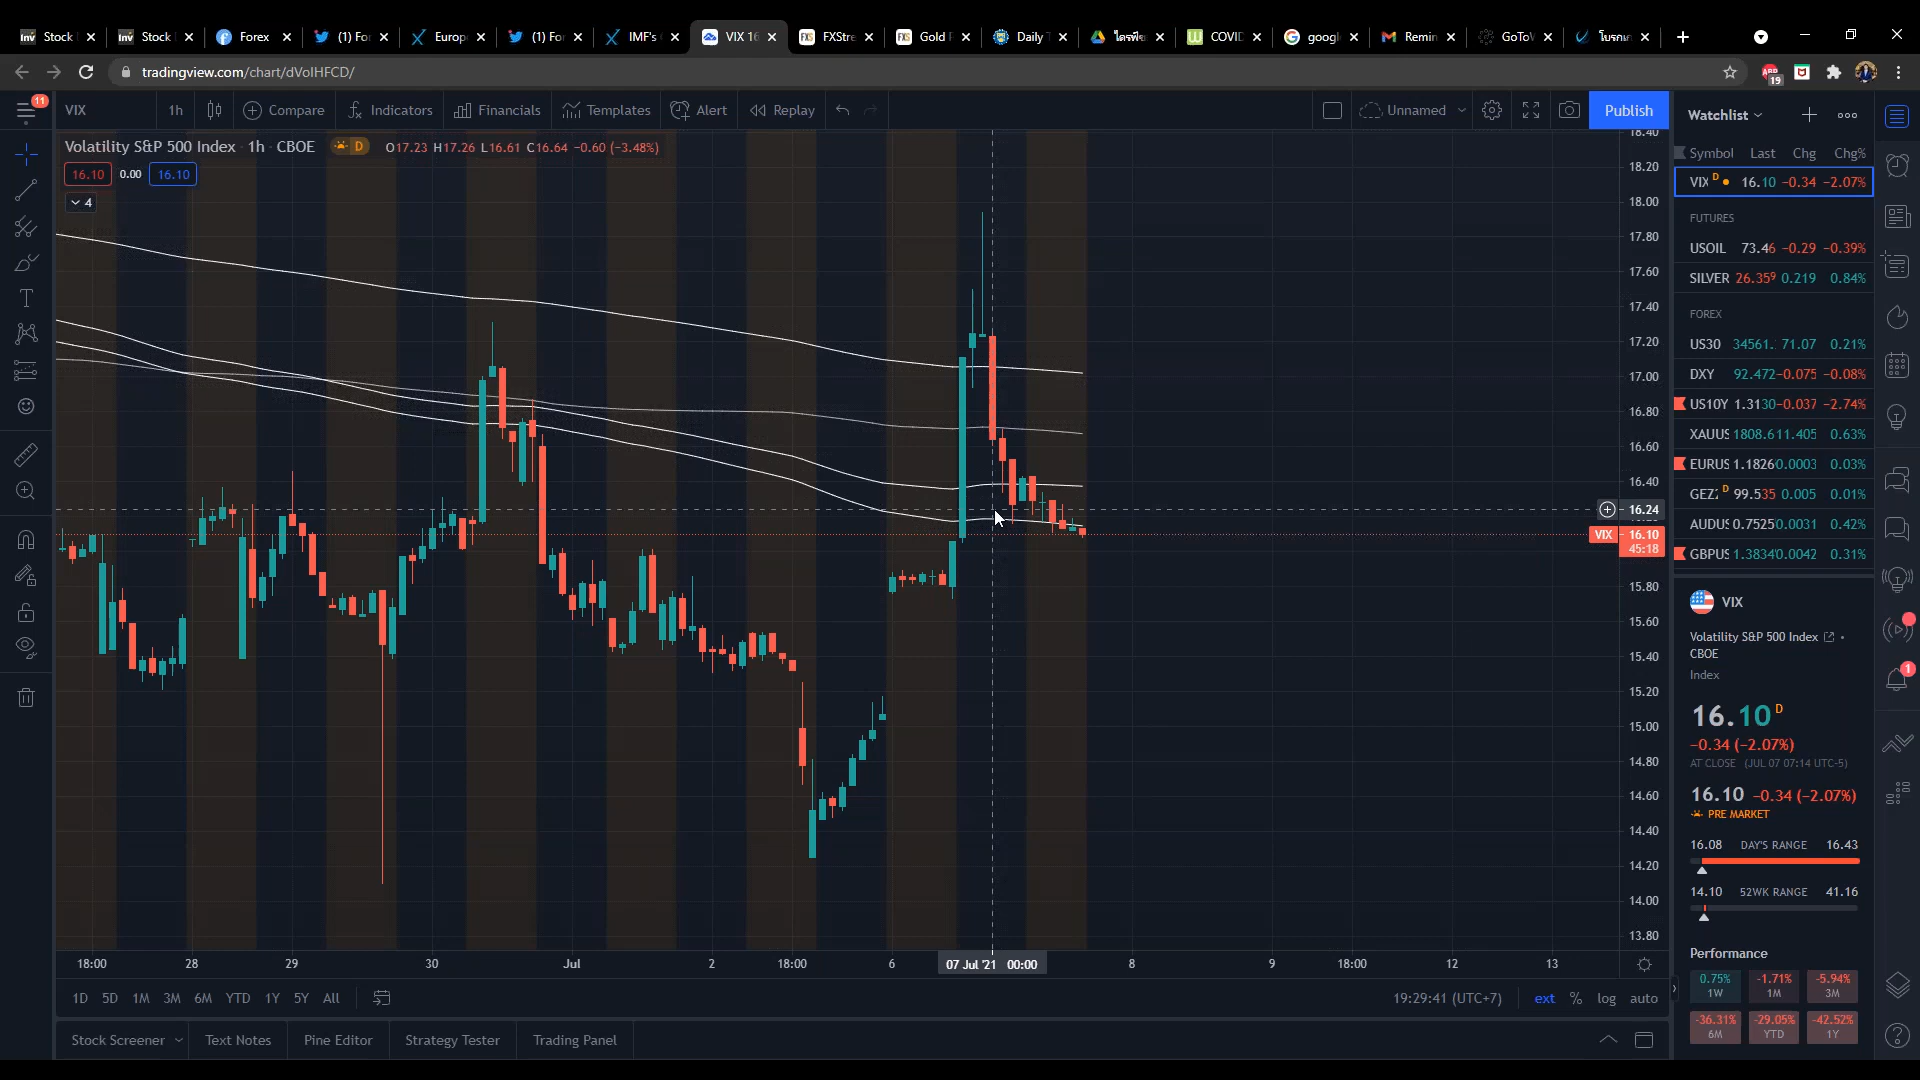 Stock
Stock
Forex
(1) Fo
Europ
(1) Fo
IMF's
VIX 16
FXStre
Gold
Daily
COVID
googl
Remin
GoToW
tradingview.com/chart/dVoIHFCD/
19
11
VIX
1h
Compare
Indicators
Financials
Templates
Alert
Replay
Unnamed
Publish
Volatility S&P 500 Index · 1h · CBOE
D
O17.23 H17.26 L16.61 C16.64 −0.60 (−3.48%)
16.10
0.00
16.10
4
18.40
18.20
18.00
17.80
17.60
17.40
17.20
17.00
16.80
16.60
16.40
16.24
VIX 16.10
45:18
15.80
15.60
15.40
15.20
15.00
14.80
14.60
14.40
14.20
14.00
13.80
18:00
28
29
30
Jul
2
18:00
6
07 Jul '21 00:00
8
9
18:00
12
13
1D
5D
1M
3M
6M
YTD
1Y
5Y
All
19:29:41 (UTC+7)
ext
%
log
auto
Stock Screener
Text Notes
Pine Editor
Strategy Tester
Trading Panel
Watchlist
Symbol Last Chg Chg%
VIX D 16.10 −0.34 −2.07%
FUTURES
USOIL 73.46 −0.29 −0.39%
SILVER 26.359 0.219 0.84%
FOREX
US30 34561. 71.07 0.21%
DXY 92.472 −0.075 −0.08%
US10Y 1.3130 −0.037 −2.74%
XAUUS 1808.6 11.405 0.63%
EURUS 1.1826 0.0003 0.03%
D 99.535 0.005 0.01%
AUDUS 0.7525 0.0031 0.42%
GBPUS 1.3834 0.0042 0.31%
VIX
Volatility S&P 500 Index
CBOE
Index
16.10 D
−0.34 (−2.07%)
AT CLOSE (JUL 07 07:14 UTC-5)
16.10 −0.34 (−2.07%)
PRE MARKET
16.08 DAY'S RANGE 16.43
14.10 52WK RANGE 41.16
Performance
0.75%
1W
-1.71%
1M
-5.94%
3M
-36.31%
6M
-29.05%
YTD
-42.52%
1Y
1